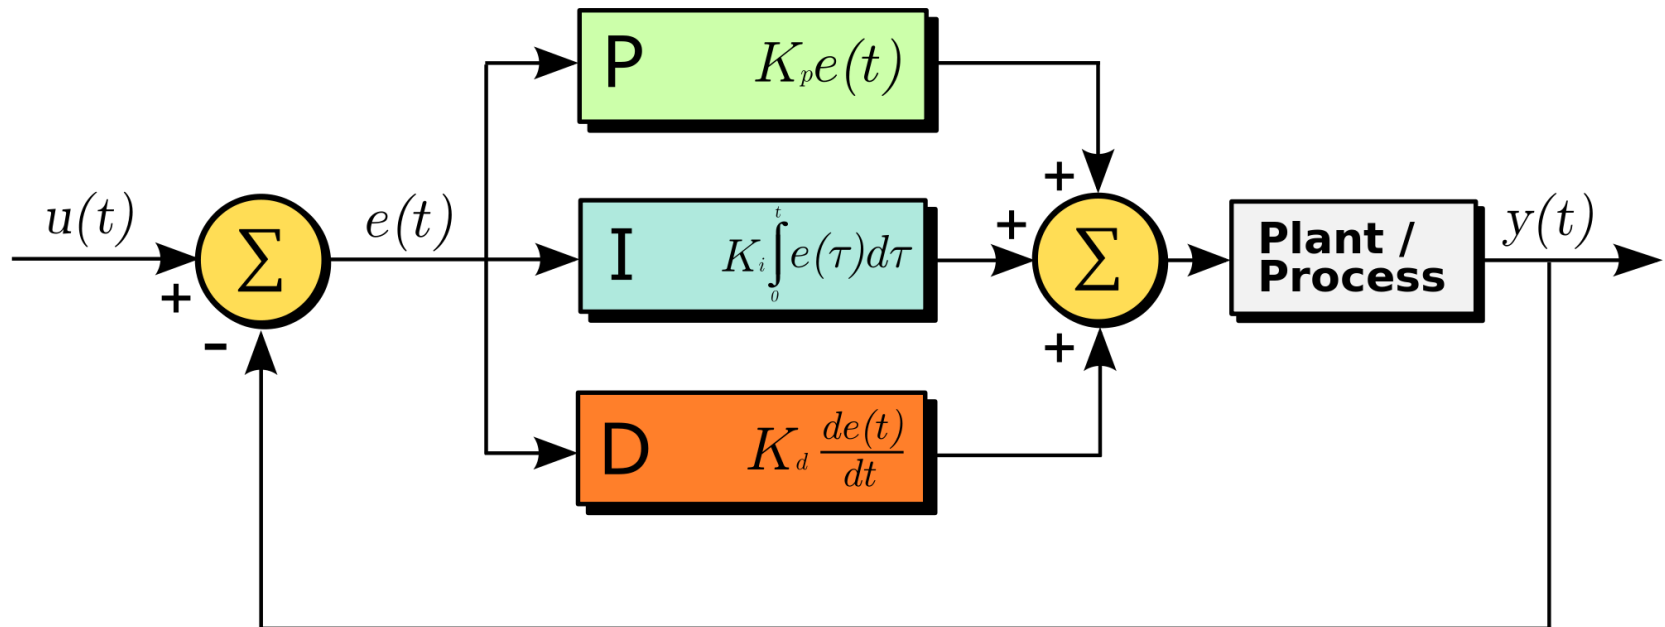 P K_p e(t)
u(t)
+
-
Σ
e(t)
I K_i ∫_0^t e(τ)dτ
D K_d de(t)/dt
+
+
+
Σ
Plant /
Process
y(t)